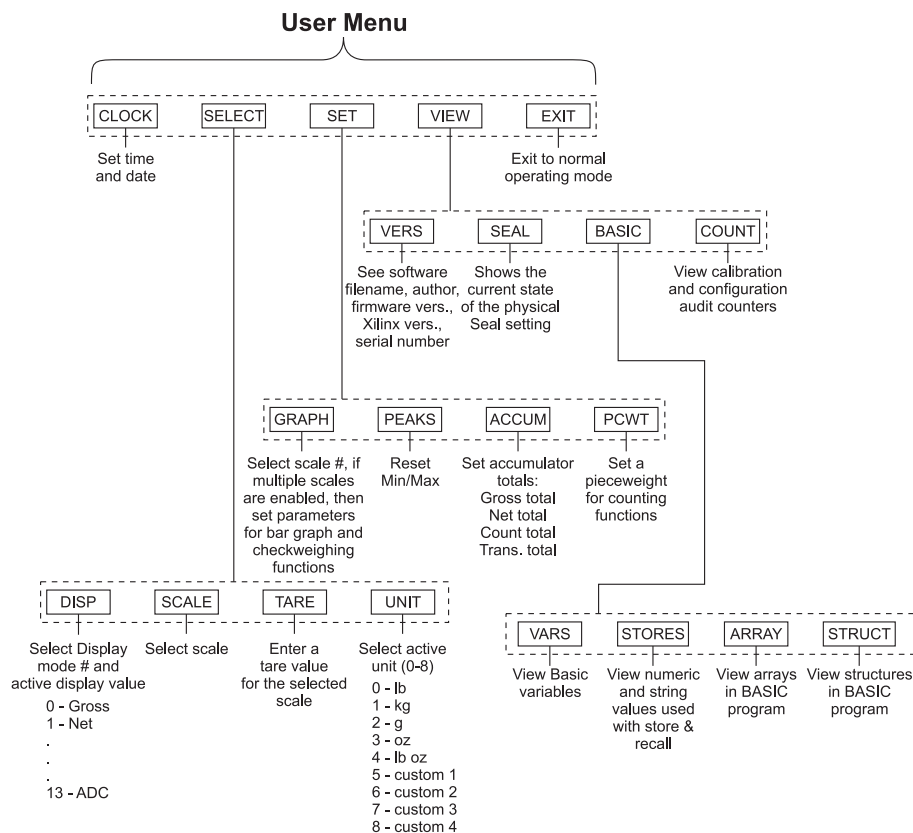 User Menu
CLOCK SELECT SET VIEW EXIT
Set time
and date
Exit to normal
operating mode
VERS SEAL BASIC COUNT
See software
filename, author,
firmware vers.,
Xilinx vers.,
serial number
Shows the
current state
of the physical
Seal setting
View calibration
and configuration
audit counters
GRAPH PEAKS ACCUM PCWT
Select scale #, if
multiple scales
are enabled, then
set parameters
for bar graph and
checkweighing
functions
Reset
Min/Max
Set accumulator
totals:
Gross total
Net total
Count total
Trans. total
Set a
pieceweight
for counting
functions
DISP SCALE TARE UNIT
Select Display
mode # and
active display value
0 - Gross
1 - Net
.
.
.
13 - ADC
Select scale
Enter a
tare value
for the selected
scale
Select active
unit (0-8)
0 - lb
1 - kg
2 - g
3 - oz
4 - lb oz
5 - custom 1
6 - custom 2
7 - custom 3
8 - custom 4
VARS STORES ARRAY STRUCT
View Basic
variables
View numeric
and string
values used
with store &
recall
View arrays
in BASIC
program
View structures
in BASIC
program